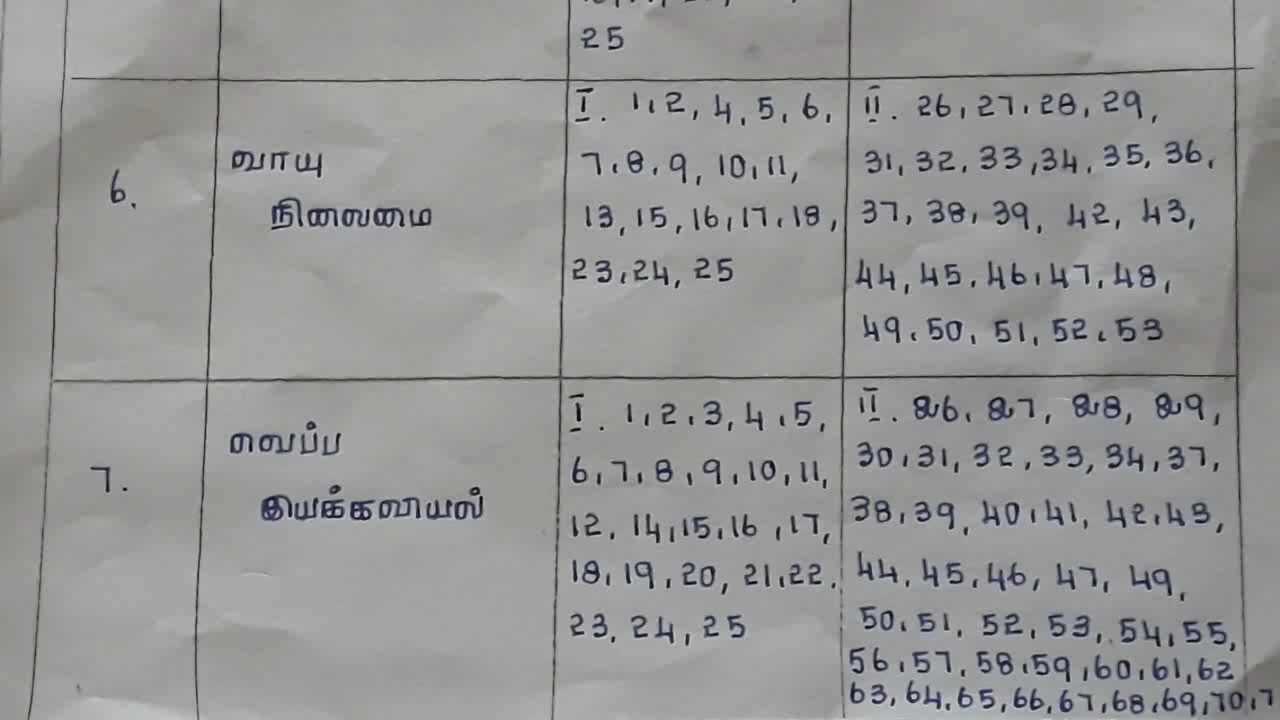 25
6.
வாயு
நிலைமை
I. 1, 2, 4, 5, 6,
7, 8, 9, 10, 11,
13, 15, 16, 17, 18,
23, 24, 25
II. 26, 27, 28, 29,
31, 32, 33, 34, 35, 36,
37, 38, 39, 42, 43,
44, 45, 46, 47, 48,
49, 50, 51, 52, 53
7.
வெப்ப
இயக்கவியல்
I. 1, 2, 3, 4, 5,
6, 7, 8, 9, 10, 11,
12, 14, 15, 16, 17,
18, 19, 20, 21, 22,
23, 24, 25
II. 26, 27, 28, 29,
30, 31, 32, 33, 34, 37,
38, 39, 40, 41, 42, 43,
44, 45, 46, 47, 49,
50, 51, 52, 53, 54, 55,
56, 57, 58, 59, 60, 61, 62
63, 64, 65, 66, 67, 68, 69, 70,